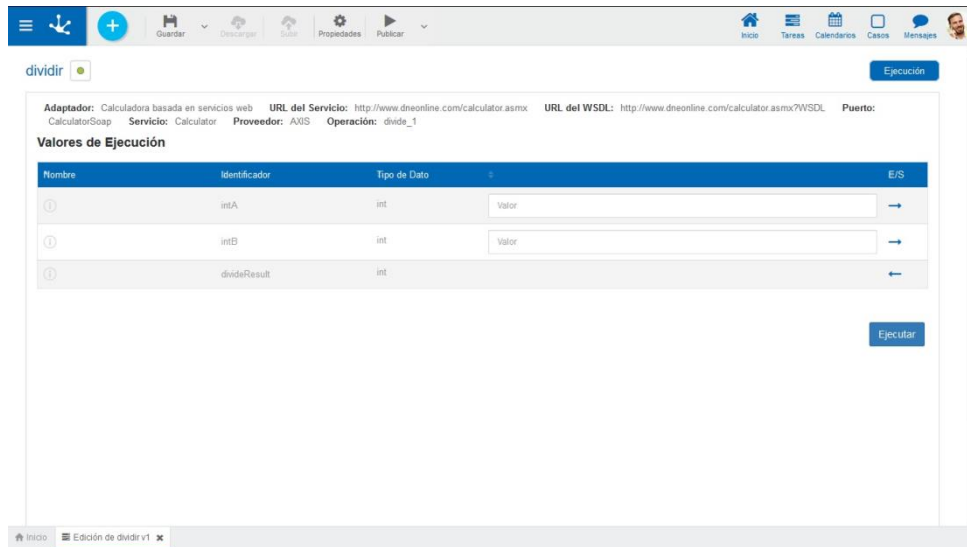 Guardar Descargar Subir Propiedades Publicar Inicio Tareas Calendarios Casos Mensajes
dividir Ejecución
Adaptador: Calculadora basada en servicios web URL del Servicio: http://www.dneonline.com/calculator.asmx URL del WSDL: http://www.dneonline.com/calculator.asmx?WSDL Puerto:
CalculatorSoap Servicio: Calculator Proveedor: AXIS Operación: divide_1
Valores de Ejecución
Nombre Identificador Tipo de Dato E/S
intA int Valor
intB int Valor
divideResult int
Ejecutar
Inicio Edición de dividir v1